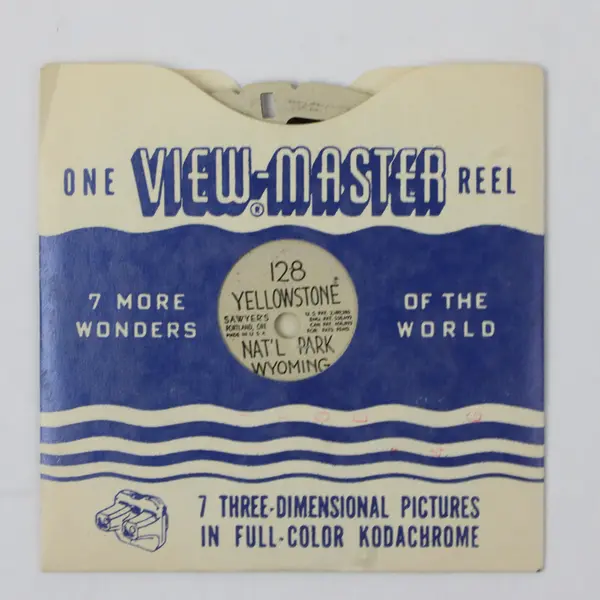 ONE VIEW-MASTER® REEL
7 MORE WONDERS
OF THE WORLD
128
YELLOWSTONE
SAWYER'S
PORTLAND, ORE.
MADE IN U.S.A.
NAT'L PARK
WYOMING
7 THREE-DIMENSIONAL PICTURES
IN FULL-COLOR KODACHROME